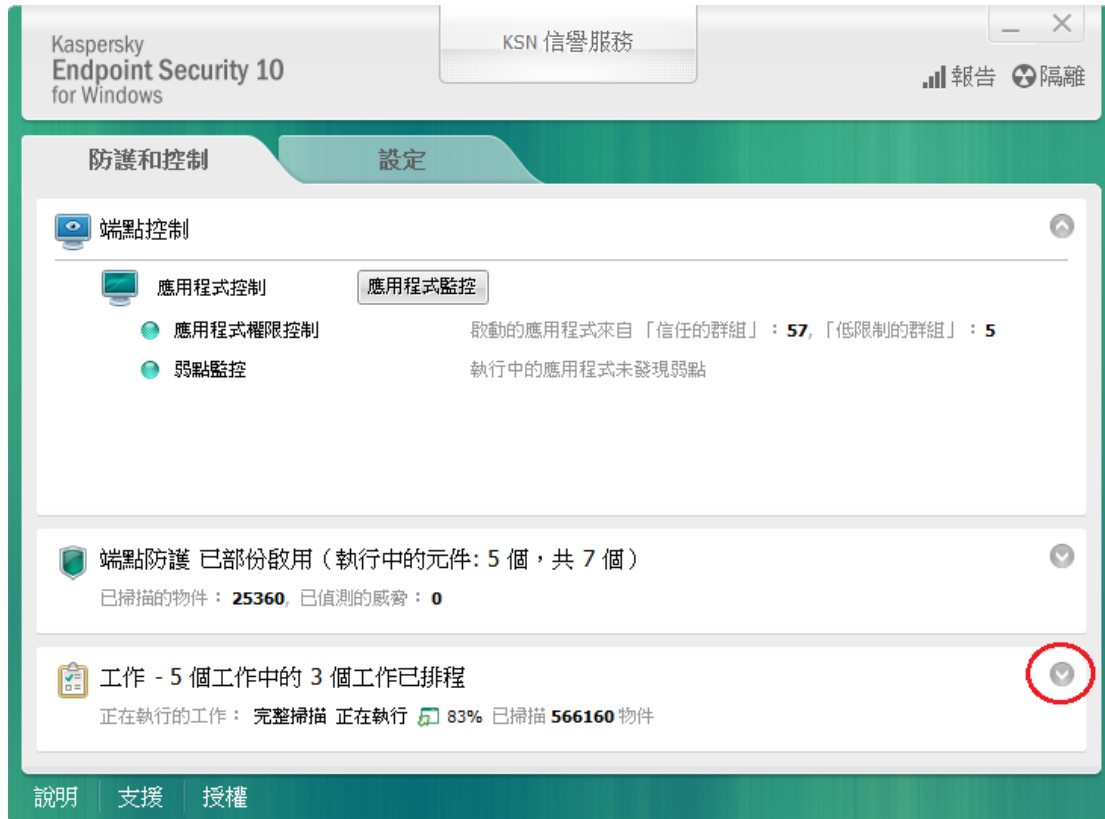 Kaspersky
Endpoint Security 10
for Windows
KSN 信譽服務
報告 隔離
防護和控制 設定
端點控制
應用程式控制 應用程式監控
應用程式權限控制 啟動的應用程式來自「信任的群組」：57,「低限制的群組」：5
弱點監控 執行中的應用程式未發現弱點
端點防護 已部份啟用（執行中的元件: 5 個，共 7 個）
已掃描的物件：25360, 已偵測的威脅：0
工作 - 5 個工作中的 3 個工作已排程
正在執行的工作： 完整掃描 正在執行 83% 已掃描 566160 物件
說明 支援 授權